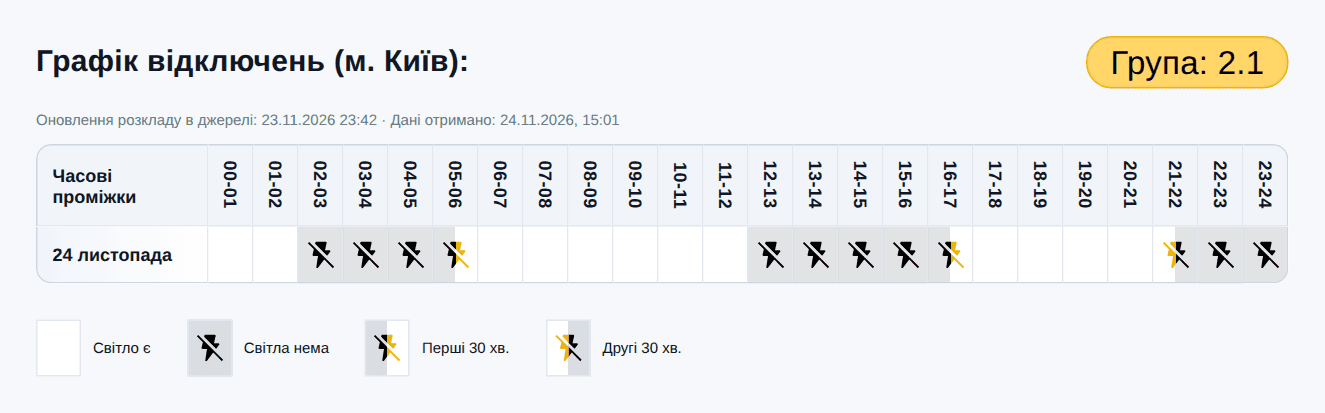 Графік відключень (м. Київ):
Група: 2.1
Оновлення розкладу в джерелі: 23.11.2026 23:42 · Дані отримано: 24.11.2026, 15:01
Часові
проміжки
00-01 01-02 02-03 03-04 04-05 05-06 06-07 07-08 08-09 09-10 10-11 11-12 12-13 13-14 14-15 15-16 16-17 17-18 18-19 19-20 20-21 21-22 22-23 23-24
24 листопада
Світло є Світла нема Перші 30 хв. Другі 30 хв.